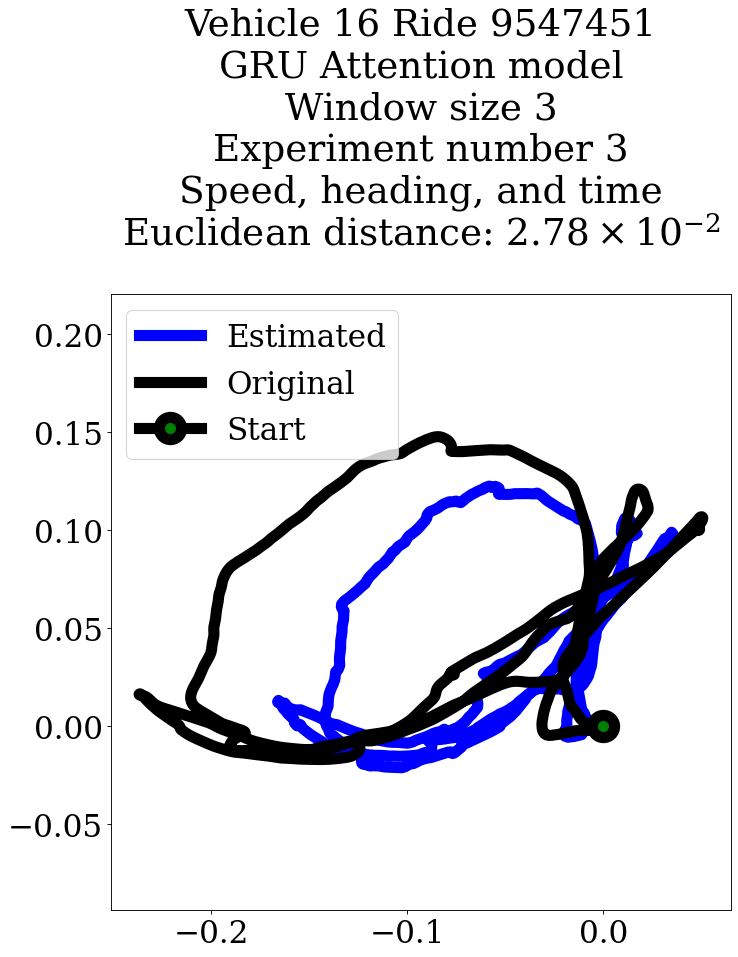 Vehicle 16 Ride 9547451
GRU Attention model
Window size 3
Experiment number 3
Speed, heading, and time
Euclidean distance: 2.78 × 10⁻²
Estimated
Original
Start
0.20
0.15
0.10
0.05
0.00
−0.05
−0.2
−0.1
0.0